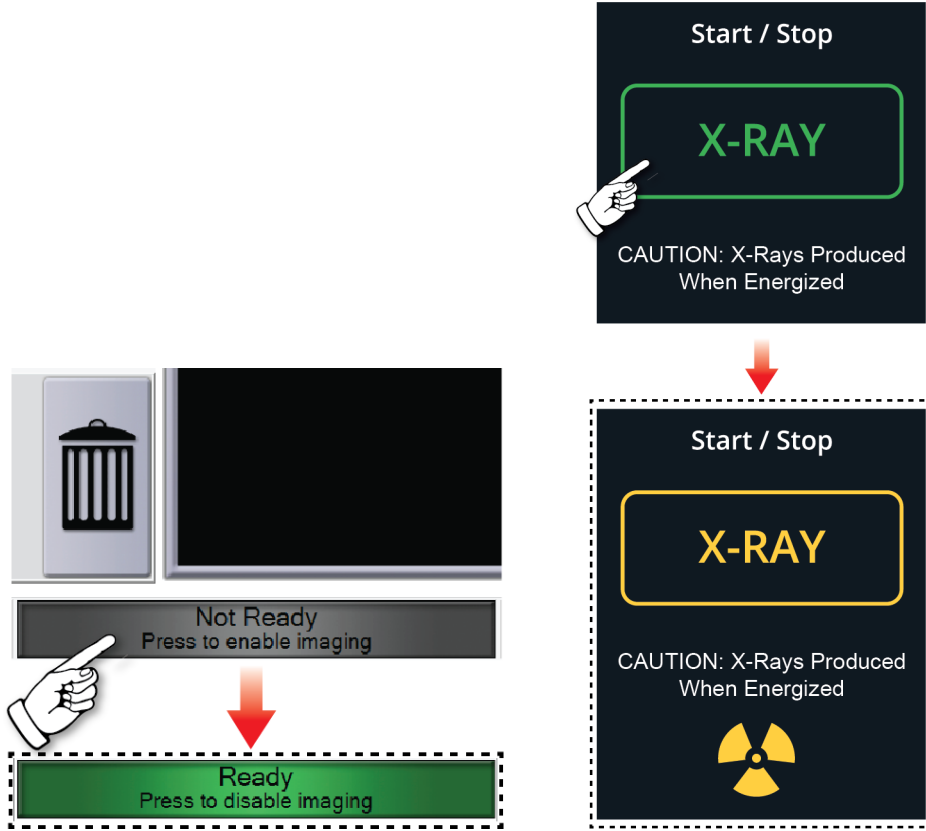 Start / Stop
X-RAY
CAUTION: X-Rays Produced
When Energized
Not Ready
Press to enable imaging
Ready
Press to disable imaging
Start / Stop
X-RAY
CAUTION: X-Rays Produced
When Energized